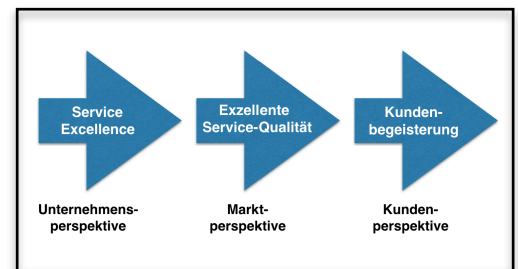 Service
Excellence
Exzellente
Service-Qualität
Kunden-
begeisterung
Unternehmens-
perspektive
Markt-
perspektive
Kunden-
perspektive